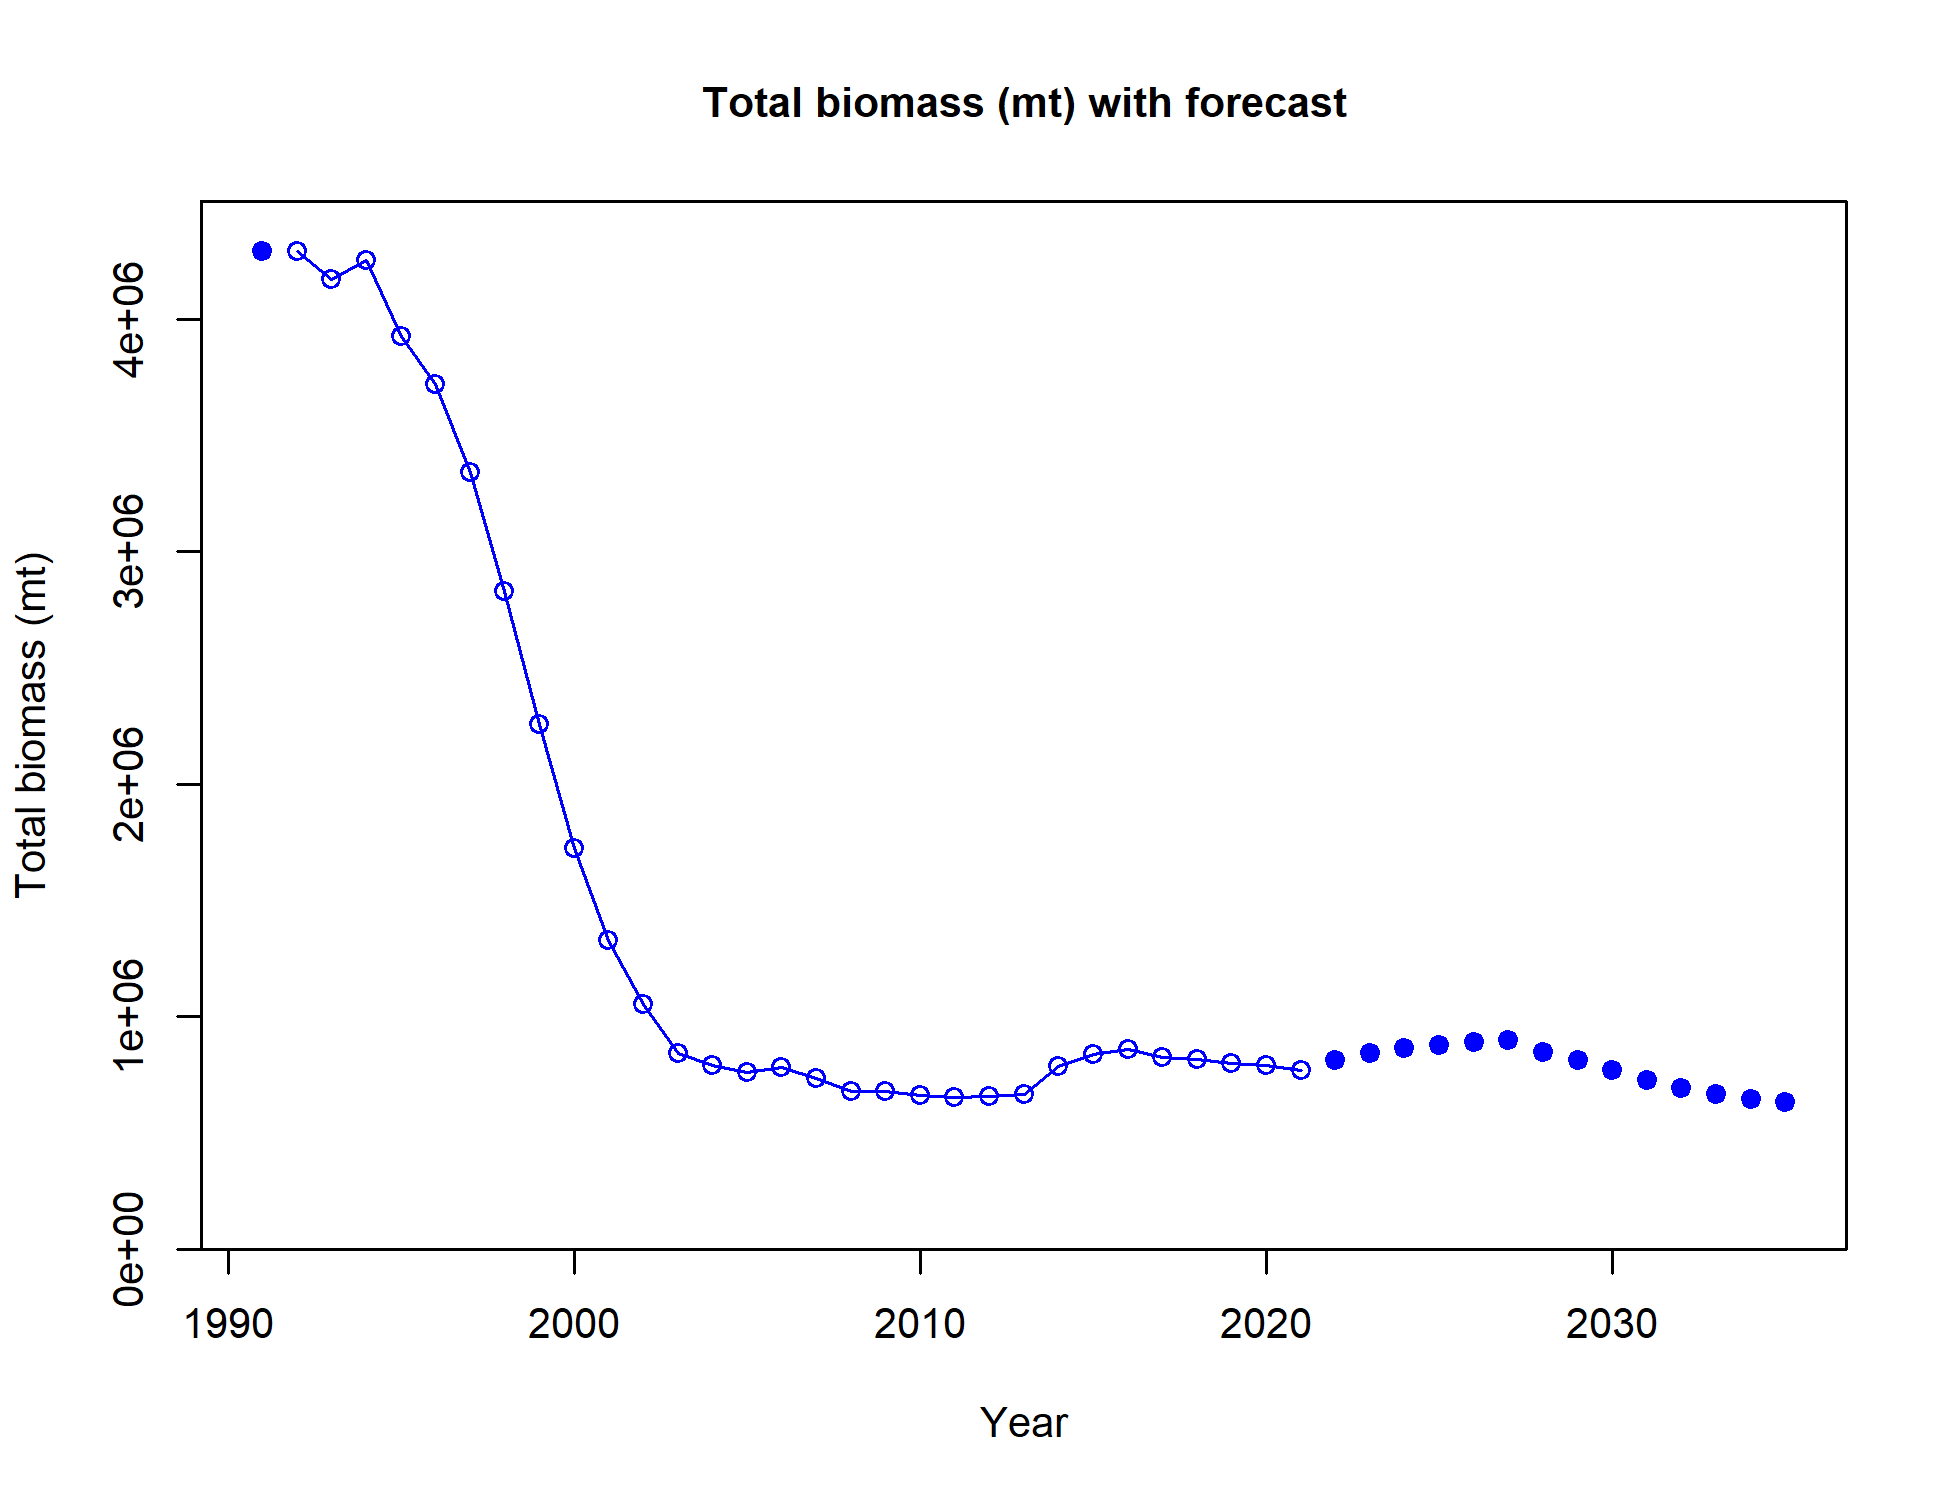 Total biomass (mt) with forecast
Total biomass (mt)
4e+06
3e+06
2e+06
1e+06
0e+00
1990 2000 2010 2020 2030
Year